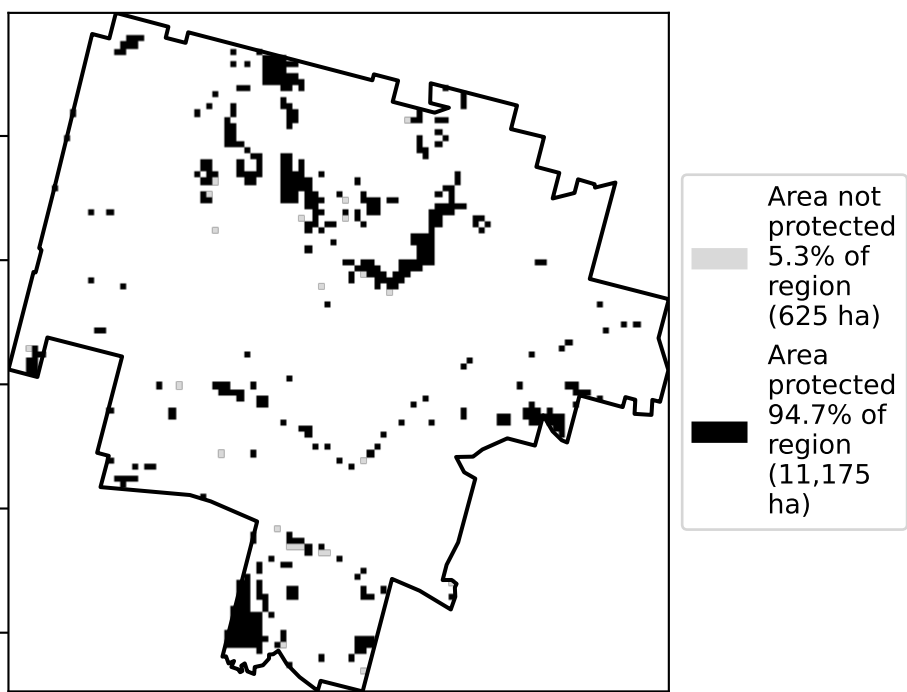 Area not
protected
5.3% of
region
(625 ha)
Area
protected
94.7% of
region
(11,175
ha)